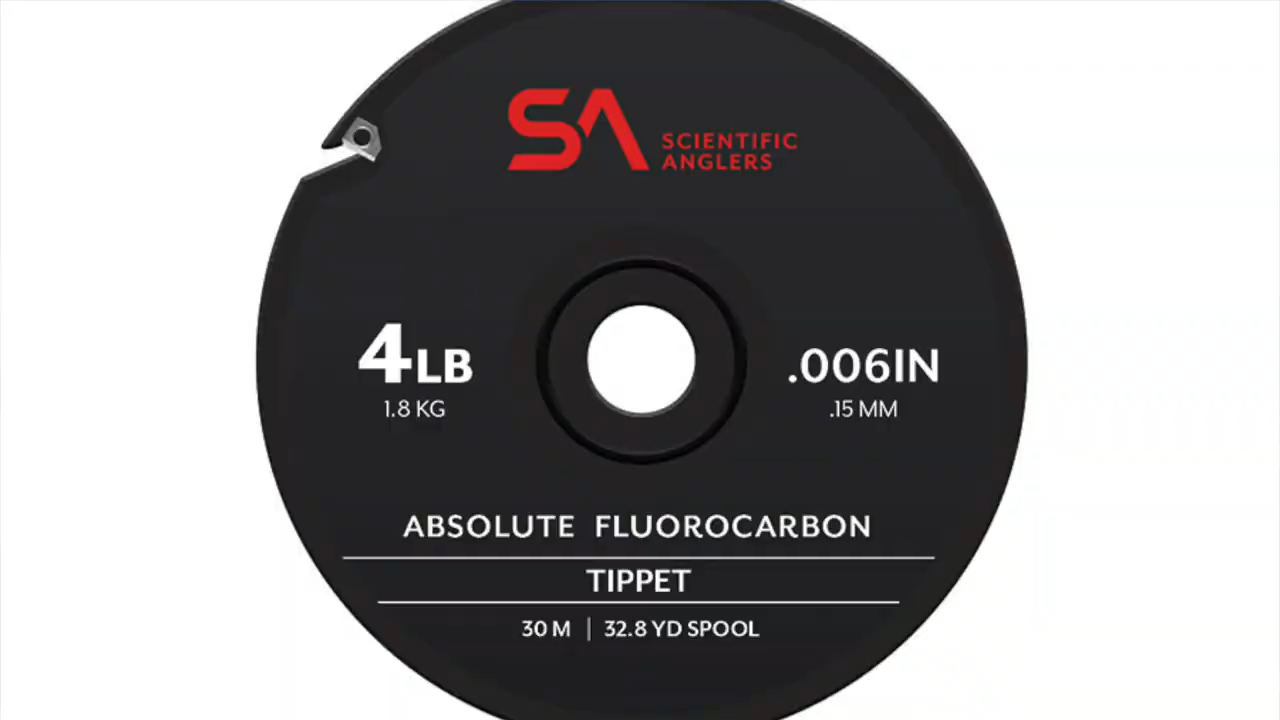 SA SCIENTIFIC
ANGLERS
4LB
1.8 KG
.006IN
.15 MM
ABSOLUTE FLUOROCARBON
TIPPET
30 M | 32.8 YD SPOOL